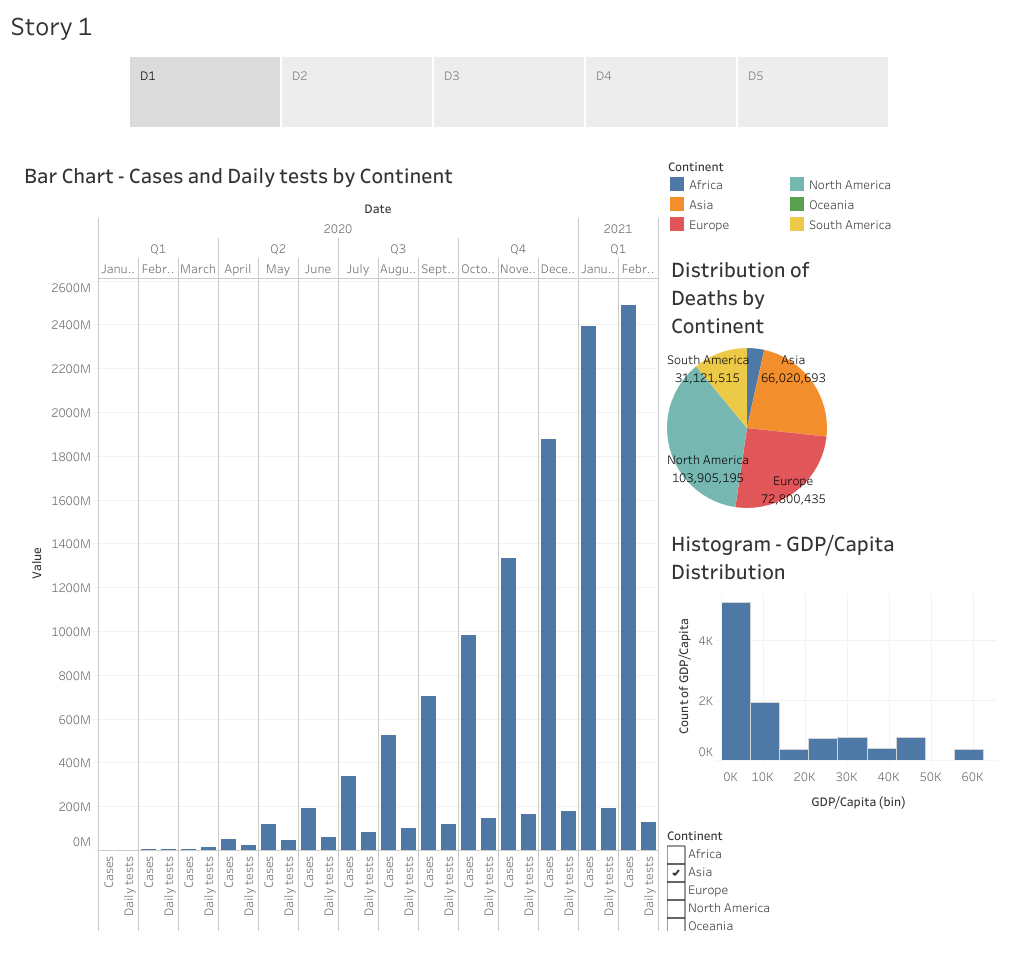 Story 1
D1 D2 D3 D4 D5
Bar Chart - Cases and Daily tests by Continent
Date
2020 2021
Q1 Q2 Q3 Q4 Q1
Janu.. Febr.. March April May June July Augu.. Sept.. Octo.. Nove.. Dece.. Janu.. Febr..
2600M
2400M
2200M
2000M
1800M
1600M
1400M
1200M
1000M
800M
600M
400M
200M
0M
Value
Cases Daily tests Cases Daily tests Cases Daily tests Cases Daily tests Cases Daily tests Cases Daily tests Cases Daily tests Cases Daily tests Cases Daily tests Cases Daily tests Cases Daily tests Cases Daily tests Cases Daily tests Cases Daily tests
Continent
Africa North America
Asia Oceania
Europe South America
Distribution of
Deaths by
Continent
South America
31,121,515
Asia
66,020,693
North America
103,905,195
Europe
72,800,435
Histogram - GDP/Capita
Distribution
Count of GDP/Capita
4K
2K
0K
0K 10K 20K 30K 40K 50K 60K
GDP/Capita (bin)
Continent
Africa
Asia
Europe
North America
Oceania